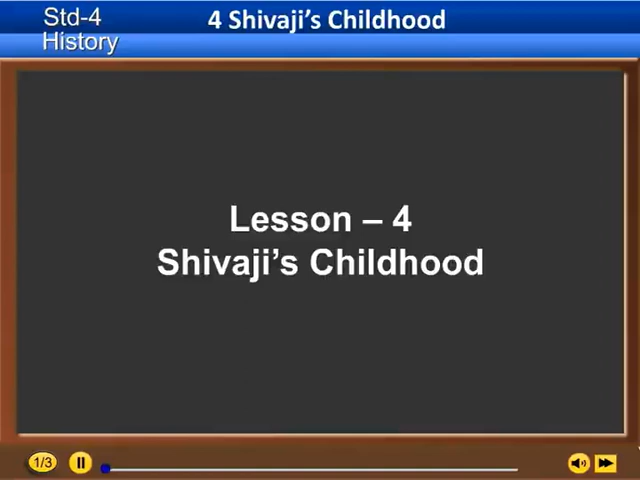 Std-4
History
4 Shivaji's Childhood
Lesson – 4
Shivaji's Childhood
1/3